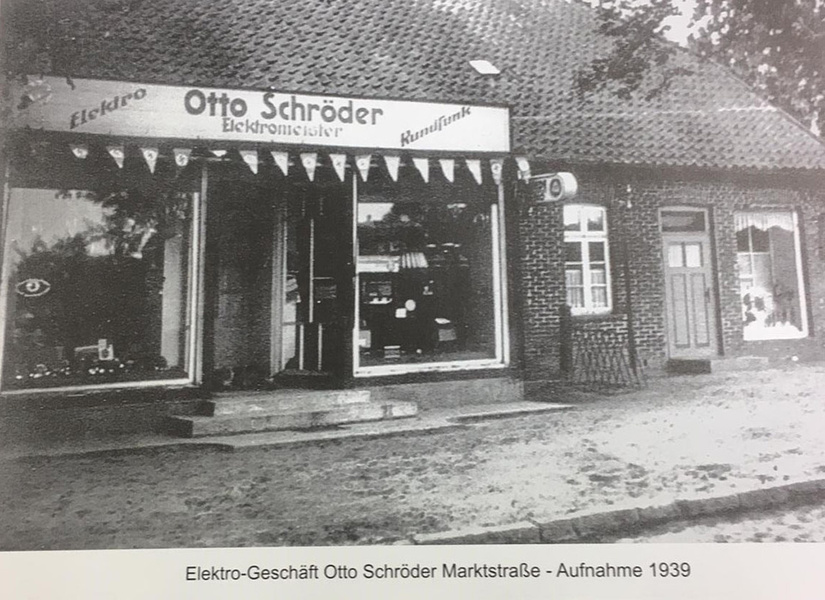 Elektro
Otto Schröder
Elektromeister
Rundfunk
Elektro-Geschäft Otto Schröder Marktstraße - Aufnahme 1939